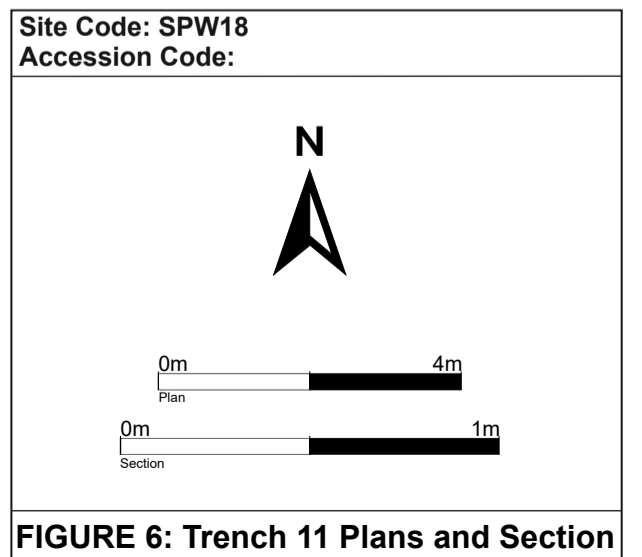 Site Code: SPW18
Accession Code:
N
0m 4m
Plan
0m 1m
Section
FIGURE 6: Trench 11 Plans and Section